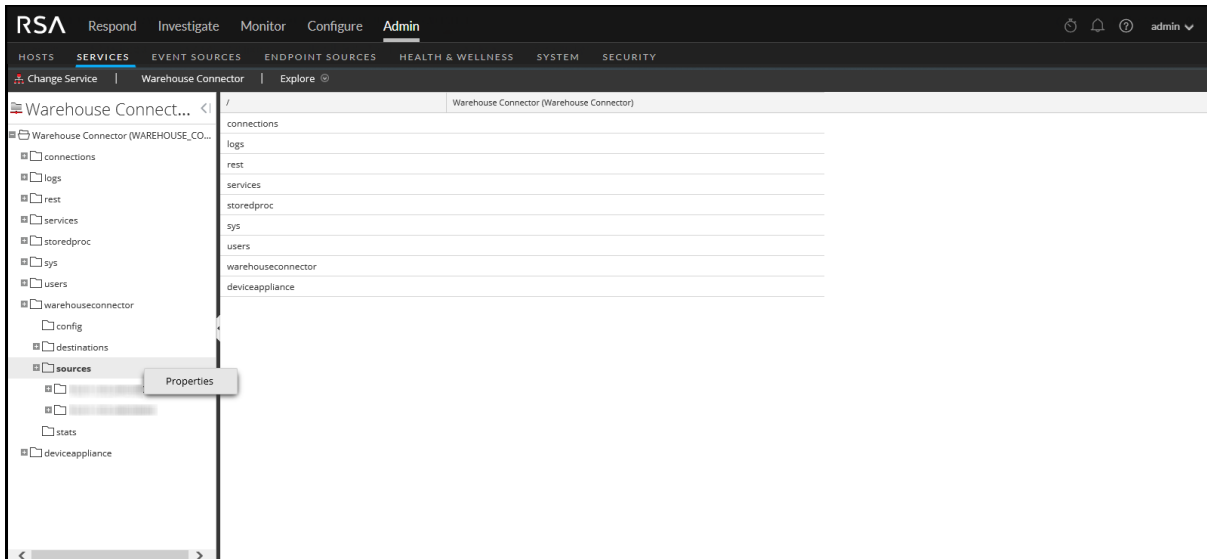 RSA Respond Investigate Monitor Configure Admin admin
HOSTS SERVICES EVENT SOURCES ENDPOINT SOURCES HEALTH & WELLNESS SYSTEM SECURITY
Change Service | Warehouse Connector | Explore
Warehouse Connect...
Warehouse Connector (WAREHOUSE_CO...
connections
logs
rest
services
storedproc
sys
users
warehouseconnector
config
destinations
sources
Properties
stats
deviceappliance
/ Warehouse Connector (Warehouse Connector)
connections
logs
rest
services
storedproc
sys
users
warehouseconnector
deviceappliance